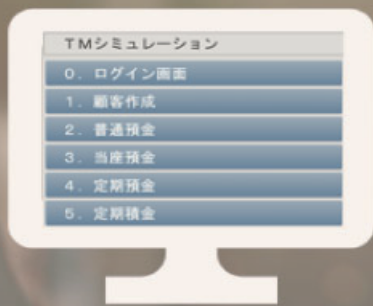 TMシミュレーション
0. ログイン画面
1. 顧客作成
2. 普通預金
3. 当座預金
4. 定期預金
5. 定期積金